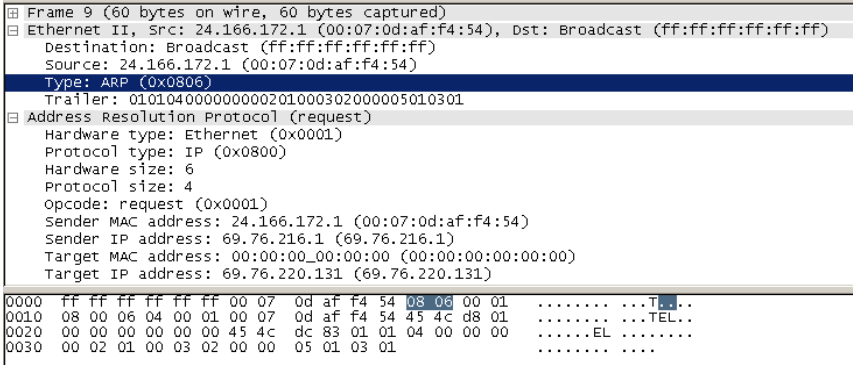 Frame 9 (60 bytes on wire, 60 bytes captured)
Ethernet II, Src: 24.166.172.1 (00:07:0d:af:f4:54), Dst: Broadcast (ff:ff:ff:ff:ff:ff)
Destination: Broadcast (ff:ff:ff:ff:ff:ff)
Source: 24.166.172.1 (00:07:0d:af:f4:54)
Type: ARP (0x0806)
Trailer: 010104000000000201000302000005010301
Address Resolution Protocol (request)
Hardware type: Ethernet (0x0001)
Protocol type: IP (0x0800)
Hardware size: 6
Protocol size: 4
Opcode: request (0x0001)
Sender MAC address: 24.166.172.1 (00:07:0d:af:f4:54)
Sender IP address: 69.76.216.1 (69.76.216.1)
Target MAC address: 00:00:00_00:00:00 (00:00:00:00:00:00)
Target IP address: 69.76.220.131 (69.76.220.131)
0000 ff ff ff ff ff ff 00 07 0d af f4 54 08 06 00 01 ........ ...T....
0010 08 00 06 04 00 01 00 07 0d af f4 54 45 4c d8 01 ........ ...TEL..
0020 00 00 00 00 00 00 45 4c dc 83 01 01 04 00 00 00 ......EL ........
0030 00 02 01 00 03 02 00 00 05 01 03 01 ........ ....